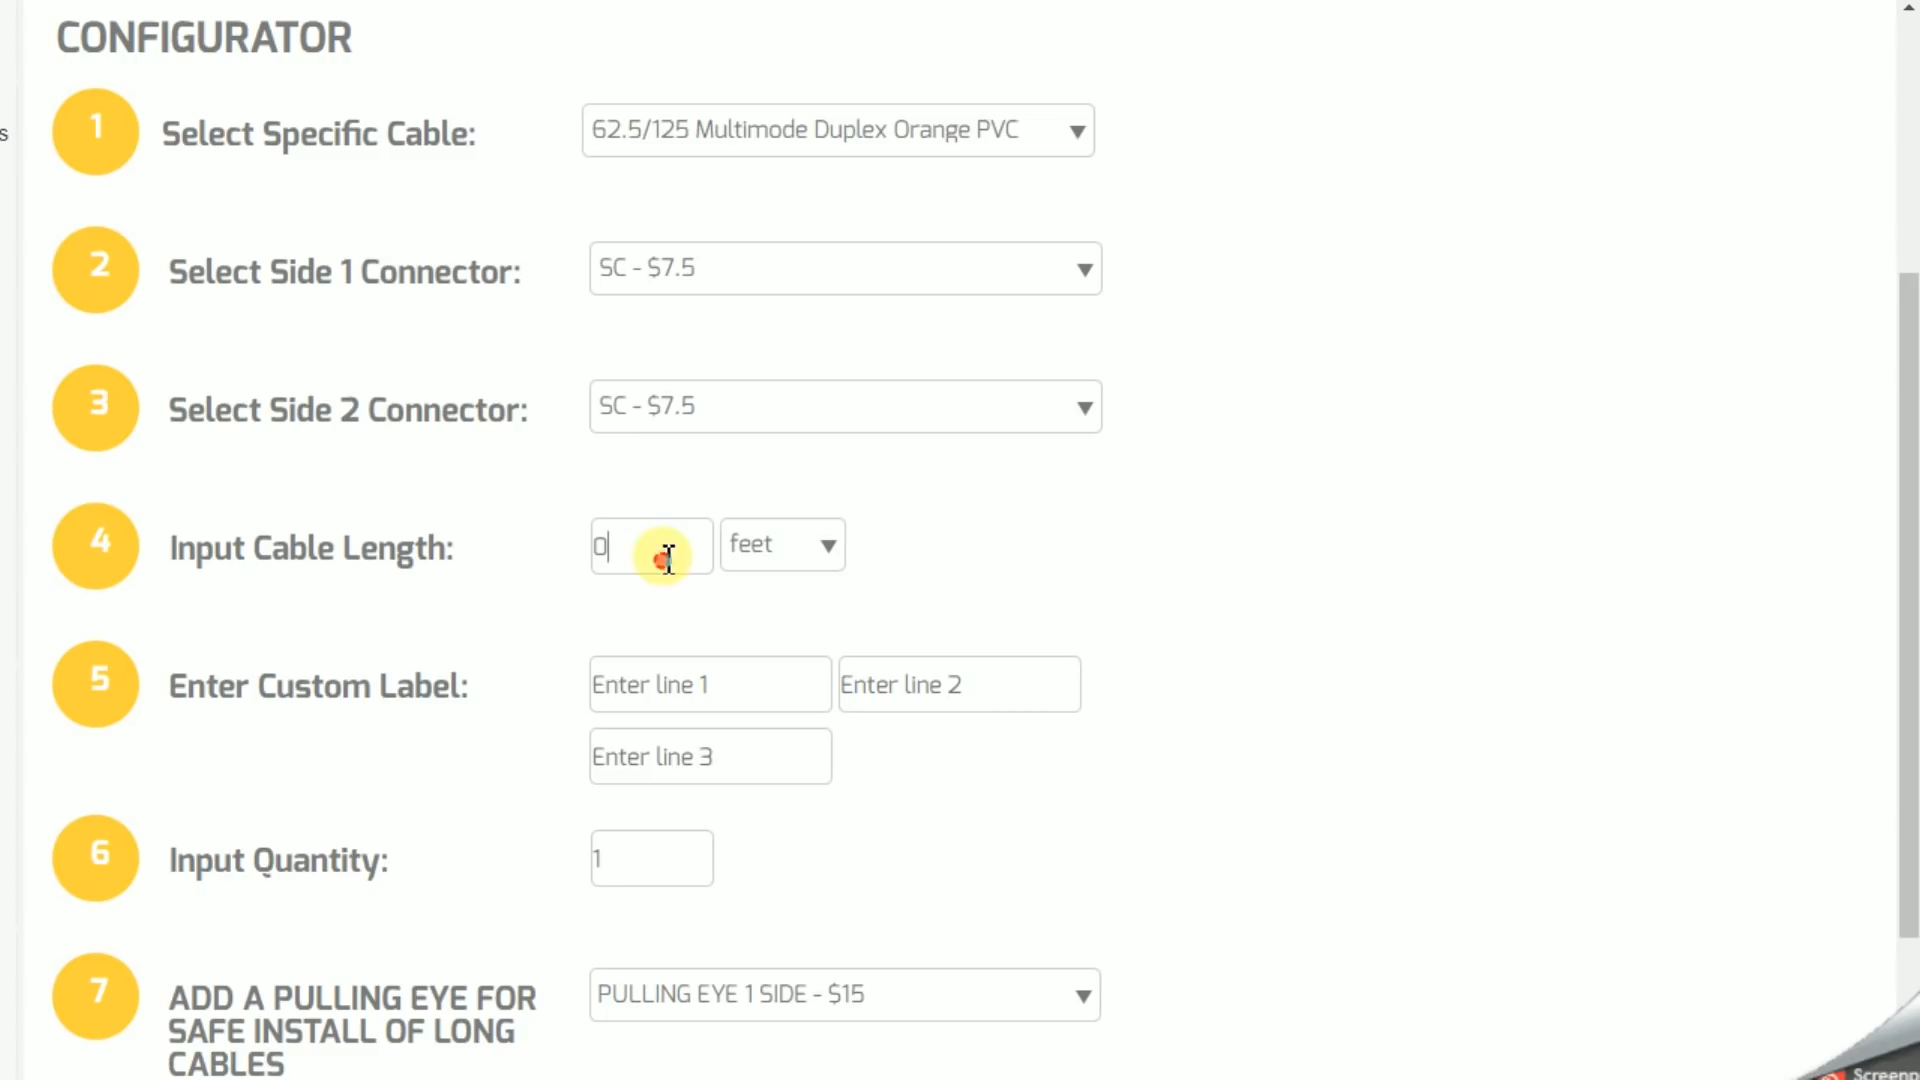 CONFIGURATOR
s
1 Select Specific Cable: 62.5/125 Multimode Duplex Orange PVC
2 Select Side 1 Connector: SC - $7.5
3 Select Side 2 Connector: SC - $7.5
4 Input Cable Length: 0 feet
5 Enter Custom Label: Enter line 1 Enter line 2
Enter line 3
6 Input Quantity: 1
7 ADD A PULLING EYE FOR PULLING EYE 1 SIDE - $15
SAFE INSTALL OF LONG
CABLES